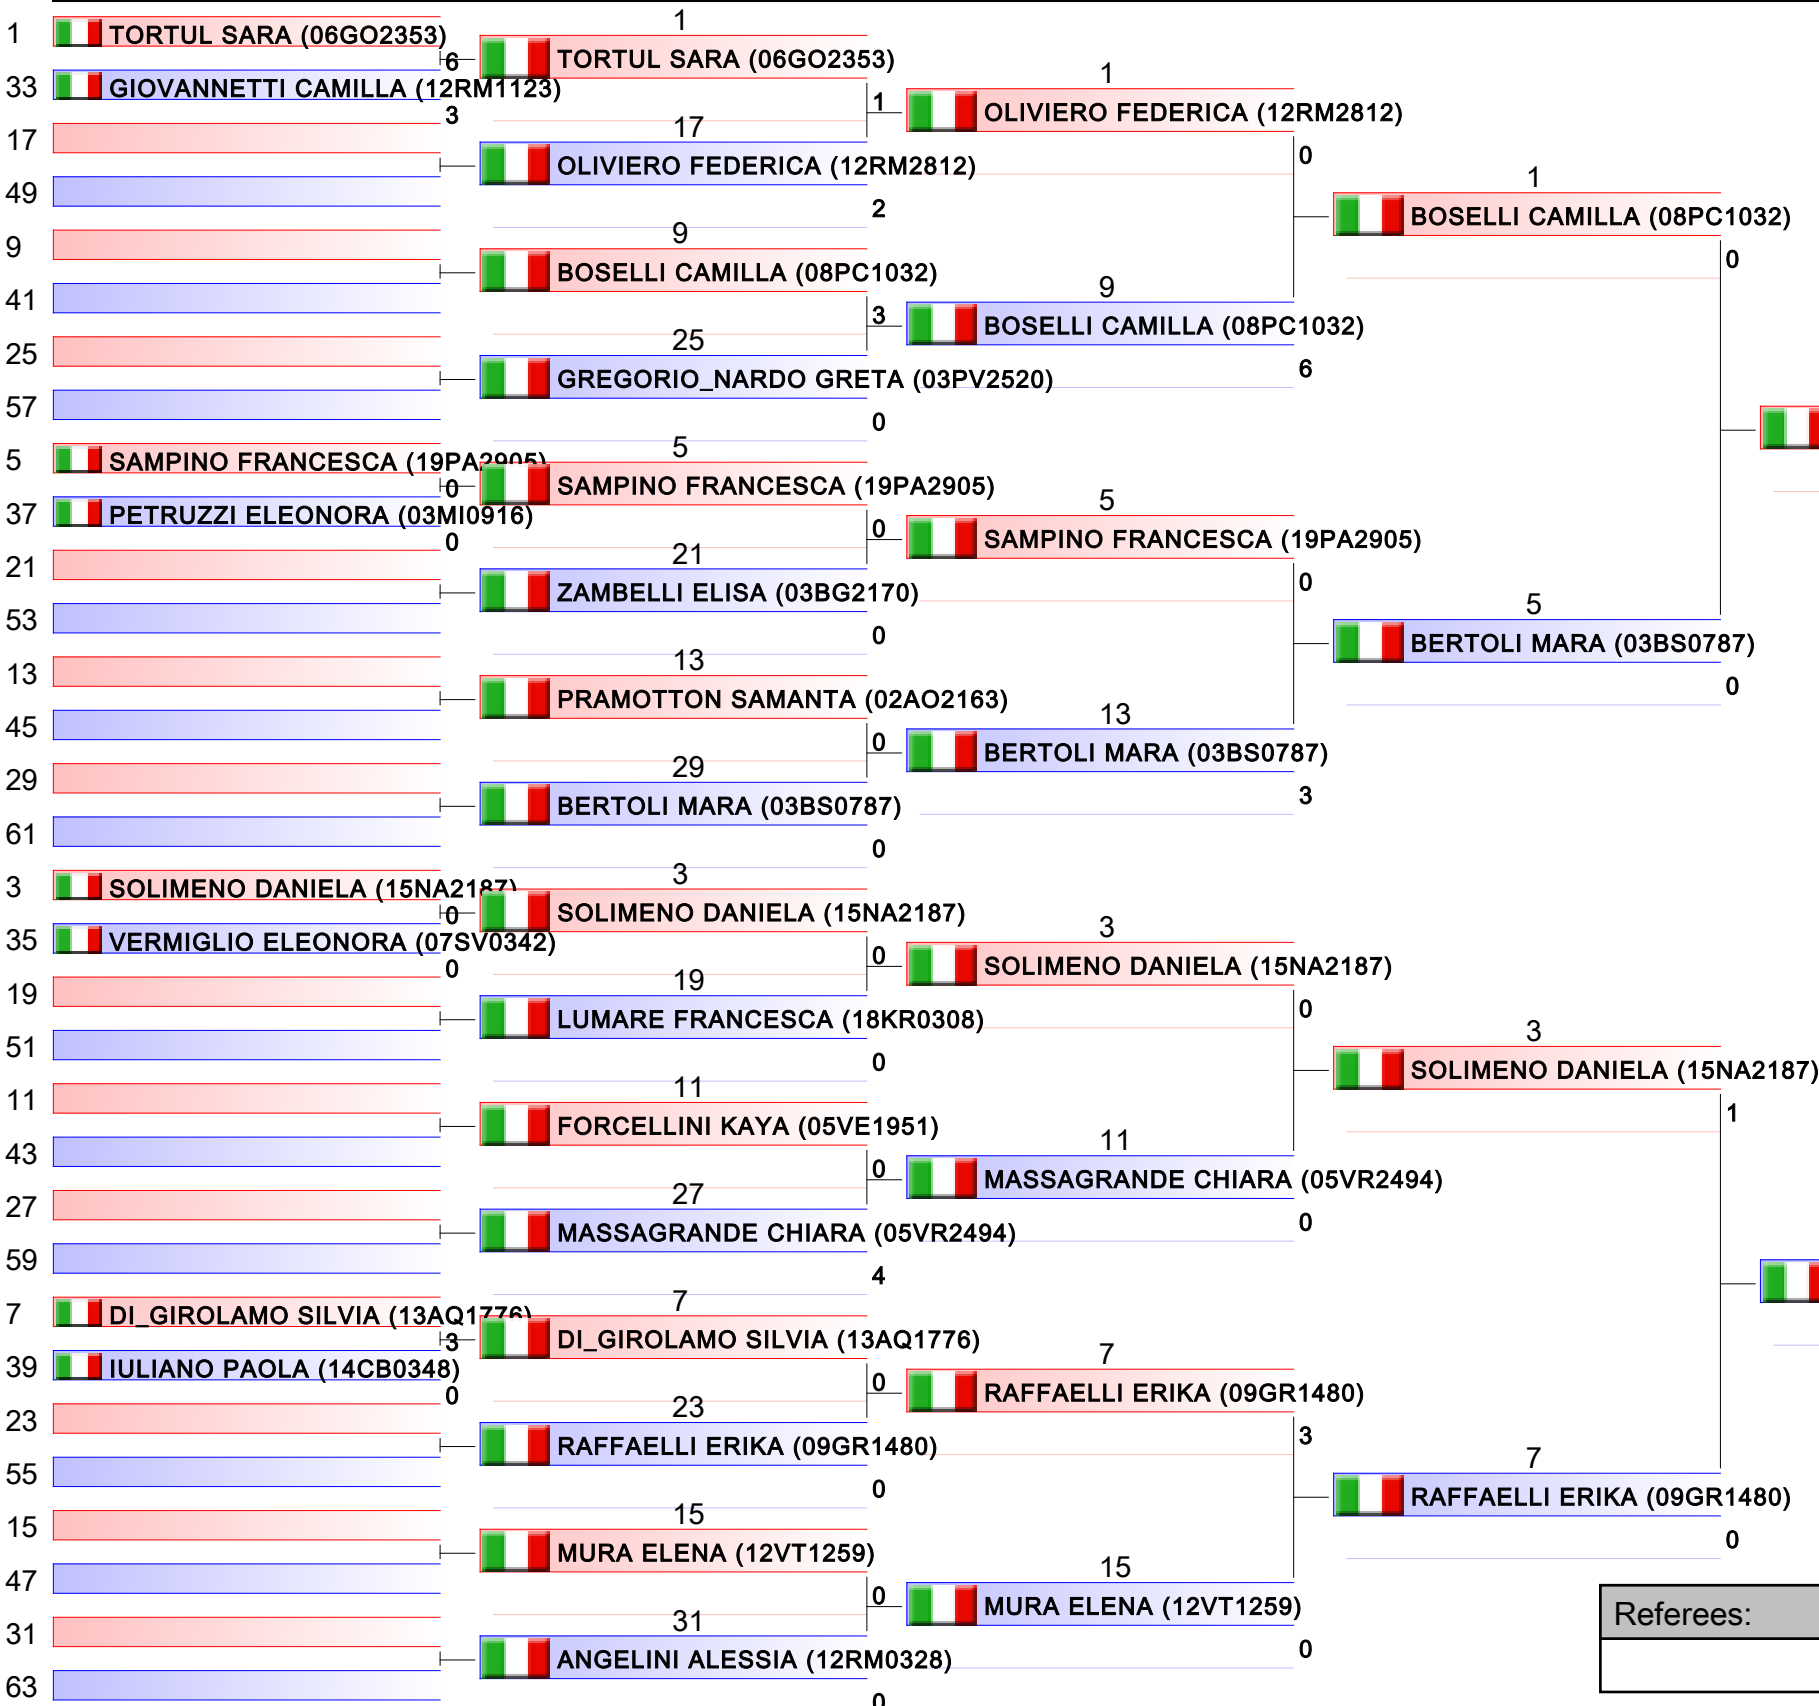 1 TORTUL SARA (06GO2353)
6
33 GIOVANNETTI CAMILLA (12RM1123)
3
17
49
9
41
25
57
5 SAMPINO FRANCESCA (19PA2905)
0
37 PETRUZZI ELEONORA (03MI0916)
0
21
53
13
45
29
61
3 SOLIMENO DANIELA (15NA2187)
0
35 VERMIGLIO ELEONORA (07SV0342)
0
19
51
11
43
27
59
7 DI_GIROLAMO SILVIA (13AQ1776)
3
39 IULIANO PAOLA (14CB0348)
0
23
55
15
47
31
63
1
TORTUL SARA (06GO2353)
1
17
OLIVIERO FEDERICA (12RM2812)
2
9
BOSELLI CAMILLA (08PC1032)
3
25
GREGORIO_NARDO GRETA (03PV2520)
0
5
SAMPINO FRANCESCA (19PA2905)
0
21
ZAMBELLI ELISA (03BG2170)
0
13
PRAMOTTON SAMANTA (02AO2163)
0
29
BERTOLI MARA (03BS0787)
0
3
SOLIMENO DANIELA (15NA2187)
0
19
LUMARE FRANCESCA (18KR0308)
0
11
FORCELLINI KAYA (05VE1951)
0
27
MASSAGRANDE CHIARA (05VR2494)
4
7
DI_GIROLAMO SILVIA (13AQ1776)
0
23
RAFFAELLI ERIKA (09GR1480)
0
15
MURA ELENA (12VT1259)
0
31
ANGELINI ALESSIA (12RM0328)
0
1
OLIVIERO FEDERICA (12RM2812)
0
9
BOSELLI CAMILLA (08PC1032)
6
5
SAMPINO FRANCESCA (19PA2905)
0
13
BERTOLI MARA (03BS0787)
3
3
SOLIMENO DANIELA (15NA2187)
0
11
MASSAGRANDE CHIARA (05VR2494)
0
7
RAFFAELLI ERIKA (09GR1480)
3
15
MURA ELENA (12VT1259)
0
1
BOSELLI CAMILLA (08PC1032)
0
5
BERTOLI MARA (03BS0787)
0
3
SOLIMENO DANIELA (15NA2187)
1
7
RAFFAELLI ERIKA (09GR1480)
0
Referees: